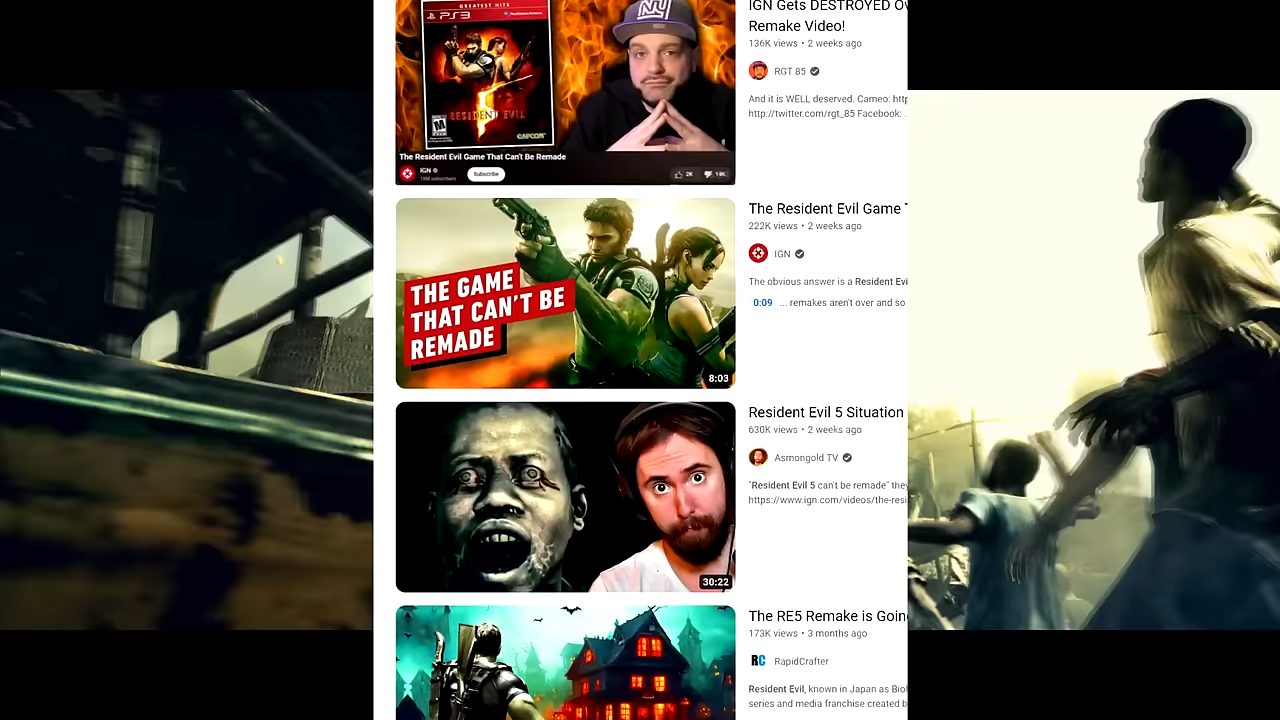 GREATEST HITS
PS3
RESIDENT EVIL
CAPCOM
NY
The Resident Evil Game That Can't Be Remade
IGN
Subscribe
2K
14K
IGN Gets DESTROYED Ov
Remake Video!
136K views • 2 weeks ago
RGT 85
And it is WELL deserved. Cameo: http
http://twitter.com/rgt_85 Facebook: .
THE GAME
THAT CAN'T BE
REMADE
8:03
The Resident Evil Game T
222K views • 2 weeks ago
IGN
The obvious answer is a Resident Evi
0:09 ... remakes aren't over and so
30:22
Resident Evil 5 Situation
630K views • 2 weeks ago
Asmongold TV
"Resident Evil 5 can't be remade" they
https://www.ign.com/videos/the-resi
The RE5 Remake is Goin
173K views • 3 months ago
RC RapidCrafter
Resident Evil, known in Japan as Bioh
series and media franchise created b